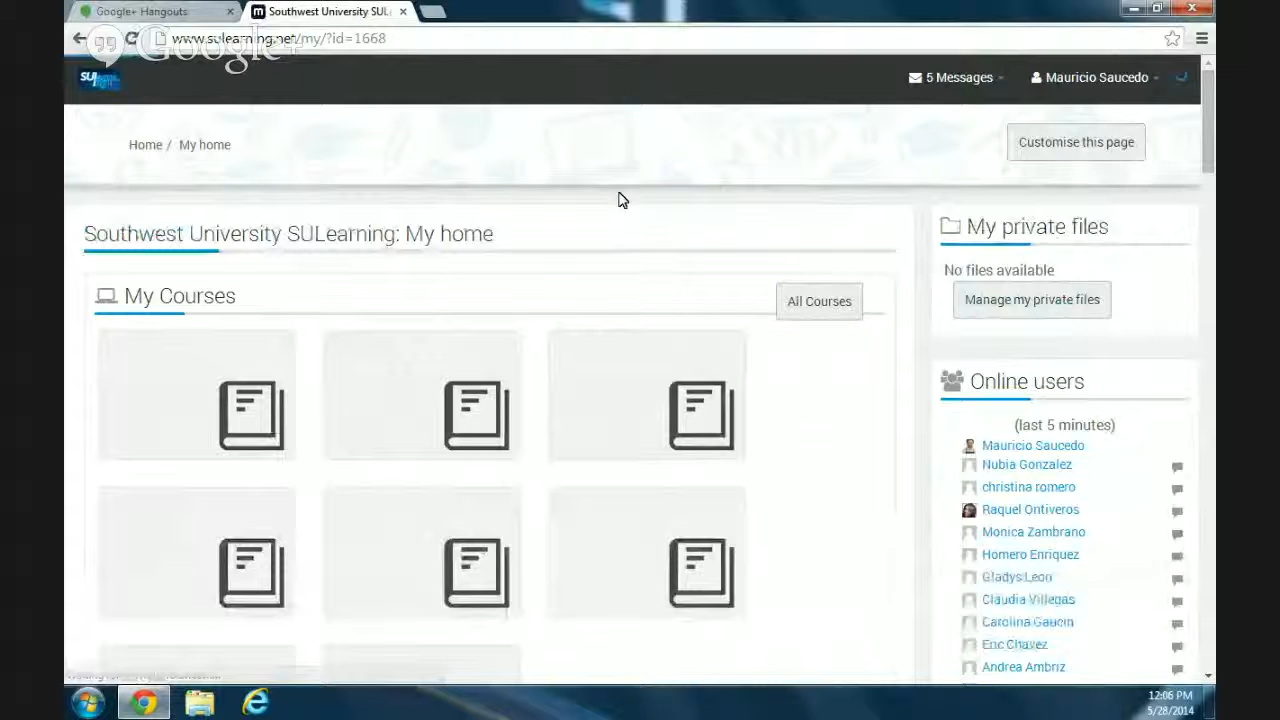 Google+ Hangouts
Southwest University SUL
www.sulearning.net/my/?id=1668
Google+
SU
5 Messages
Mauricio Saucedo
Home / My home
Customise this page
Southwest University SULearning: My home
My Courses
All Courses
My private files
No files available
Manage my private files
Online users
(last 5 minutes)
Mauricio Saucedo
Nubia Gonzalez
christina romero
Raquel Ontiveros
Monica Zambrano
Homero Enriquez
Gladys Leon
Claudia Villegas
Carolina Gaucin
Eric Chavez
Andrea Ambriz
12:06 PM
5/28/2014